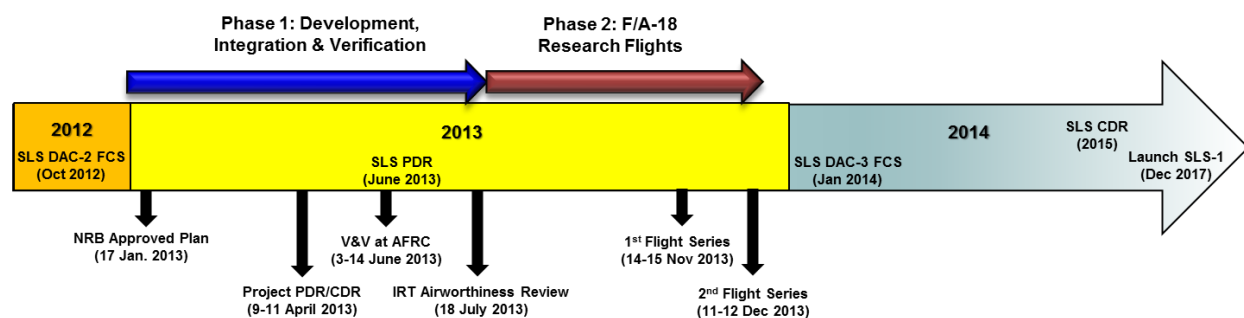 Phase 1: Development,
Integration & Verification
Phase 2: F/A-18
Research Flights
2012
SLS DAC-2 FCS
(Oct 2012)
2013
SLS PDR
(June 2013)
2014
SLS DAC-3 FCS
(Jan 2014)
SLS CDR
(2015)
Launch SLS-1
(Dec 2017)
NRB Approved Plan
(17 Jan. 2013)
Project PDR/CDR
(9-11 April 2013)
V&V at AFRC
(3-14 June 2013)
IRT Airworthiness Review
(18 July 2013)
1st Flight Series
(14-15 Nov 2013)
2nd Flight Series
(11-12 Dec 2013)